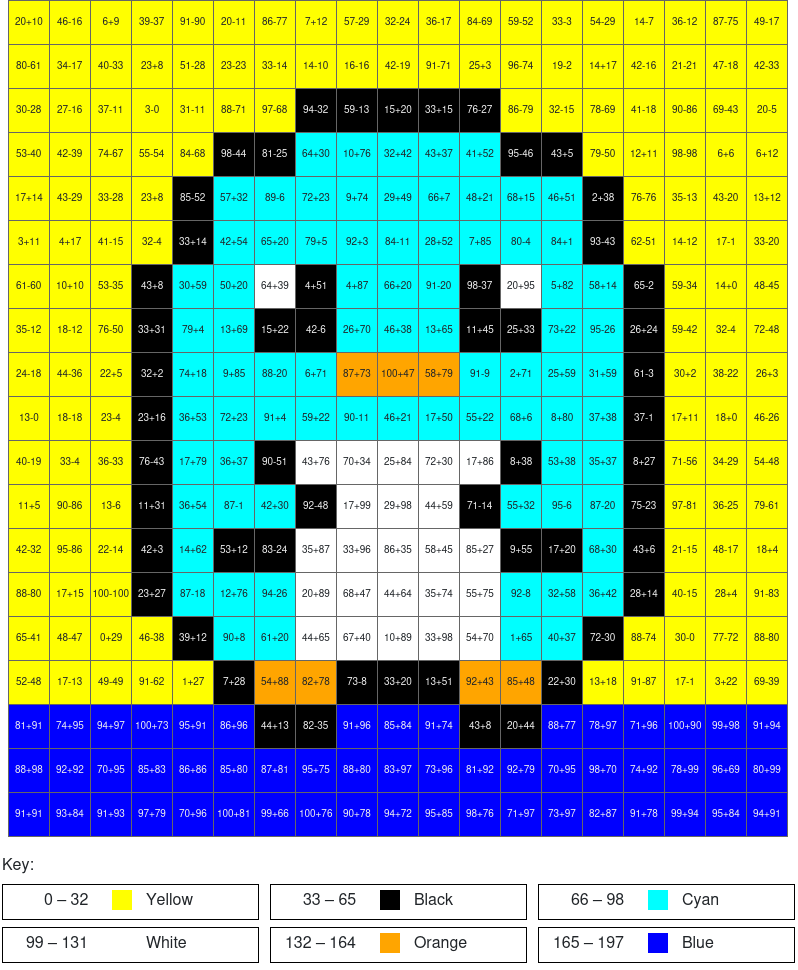 20+10 46-16 6+9 39-37 91-90 20-11 86-77 7+12 57-29 32-24 36-17 84-69 59-52 33-3 54-29 14-7 36-12 87-75 49-17
80-61 34-17 40-33 23+8 51-28 23-23 33-14 14-10 16-16 42-19 91-71 25+3 96-74 19-2 14+17 42-16 21-21 47-18 42-33
30-28 27-16 37-11 3-0 31-11 88-71 97-68 94-32 59-13 15+20 33+15 76-27 86-79 32-15 78-69 41-18 90-86 69-43 20-5
53-40 42-39 74-67 55-54 84-68 98-44 81-25 64+30 10+76 32+42 43+37 41+52 95-46 43+5 79-50 12+11 98-98 6+6 6+12
17+14 43-29 33-28 23+8 85-52 57+32 89-6 72+23 9+74 29+49 66+7 48+21 68+15 46+51 2+38 76-76 35-13 43-20 13+12
3+11 4+17 41-15 32-4 33+14 42+54 65+20 79+5 92+3 84-11 28+52 7+85 80-4 84+1 93-43 62-51 14-12 17-1 33-20
61-60 10+10 53-35 43+8 30+59 50+20 64+39 4+51 4+87 66+20 91-20 98-37 20+95 5+82 58+14 65-2 59-34 14+0 48-45
35-12 18-12 76-50 33+31 79+4 13+69 15+22 42-6 26+70 46+38 13+65 11+45 25+33 73+22 95-26 26+24 59-42 32-4 72-48
24-18 44-36 22+5 32+2 74+18 9+85 88-20 6+71 87+73 100+47 58+79 91-9 2+71 25+59 31+59 61-3 30+2 38-22 26+3
13-0 18-18 23-4 23+16 36+53 72+23 91+4 59+22 90-11 46+21 17+50 55+22 68+6 8+80 37+38 37-1 17+11 18+0 46-26
40-19 33-4 36-33 76-43 17+79 36+37 90-51 43+76 70+34 25+84 72+30 17+86 8+38 53+38 35+37 8+27 71-56 34-29 54-48
11+5 90-86 13-6 11+31 36+54 87-1 42+30 92-48 17+99 29+98 44+59 71-14 55+32 95-6 87-20 75-23 97-81 36-25 79-61
42-32 95-86 22-14 42+3 14+62 53+12 83-24 35+87 33+96 86+35 58+45 85+27 9+55 17+20 68+30 43+6 21-15 48-17 18+4
88-80 17+15 100-100 23+27 87-18 12+76 94-26 20+89 68+47 44+64 35+74 55+75 92-8 32+58 36+42 28+14 40-15 28+4 91-83
65-41 48-47 0+29 46-38 39+12 90+8 61+20 44+65 67+40 10+89 33+98 54+70 1+65 40+37 72-30 88-74 30-0 77-72 88-80
52-48 17-13 49-49 91-62 1+27 7+28 54+88 82+78 73-8 33+20 13+51 92+43 85+48 22+30 13+18 91-87 17-1 3+22 69-39
81+91 74+95 94+97 100+73 95+91 86+96 44+13 82-35 91+96 85+84 91+74 43+8 20+44 88+77 78+97 71+96 100+90 99+98 91+94
88+98 92+92 70+95 85+83 86+86 85+80 87+81 95+75 88+80 83+97 73+96 81+92 92+79 70+95 98+70 74+92 78+99 96+69 80+99
91+91 93+84 91+93 97+79 70+96 100+81 99+66 100+76 90+78 94+72 95+85 98+76 71+97 73+97 82+87 91+78 99+94 95+84 94+91
Key:
0 – 32 Yellow 33 – 65 Black 66 – 98 Cyan
99 – 131 White 132 – 164 Orange 165 – 197 Blue